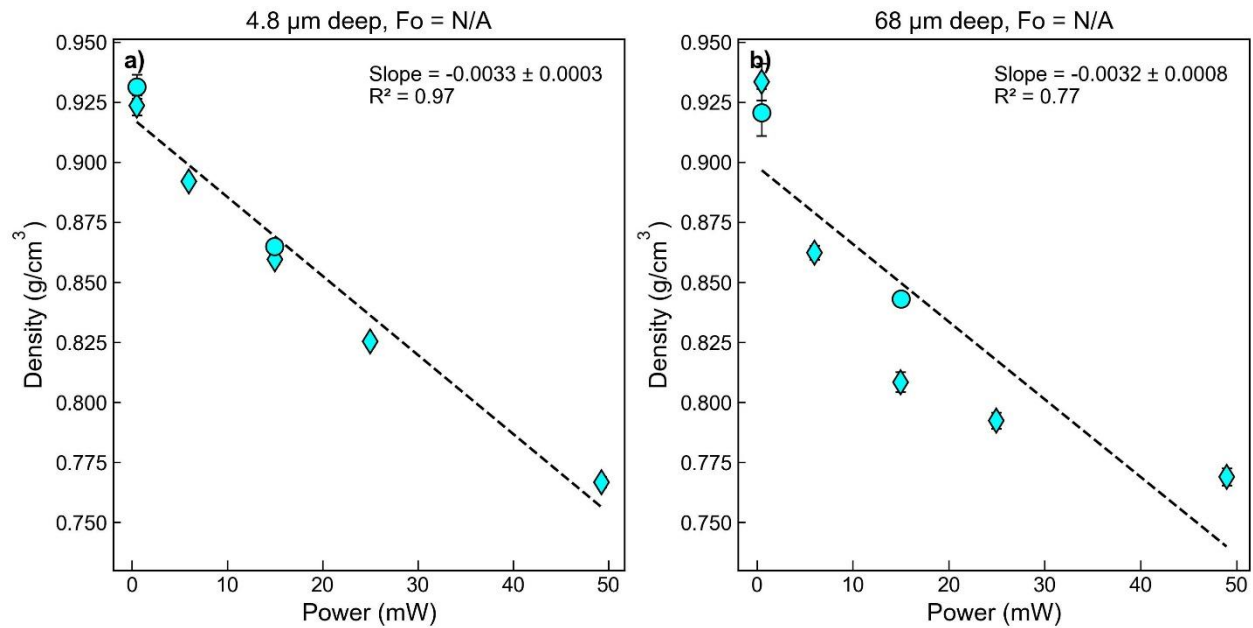 4.8 µm deep, Fo = N/A
a)
Slope = -0.0033 ± 0.0003
R² = 0.97
0.950
0.925
0.900
0.875
0.850
0.825
0.800
0.775
0.750
Density (g/cm³)
0 10 20 30 40 50
Power (mW)
68 µm deep, Fo = N/A
b)
Slope = -0.0032 ± 0.0008
R² = 0.77
0.950
0.925
0.900
0.875
0.850
0.825
0.800
0.775
0.750
Density (g/cm³)
0 10 20 30 40 50
Power (mW)